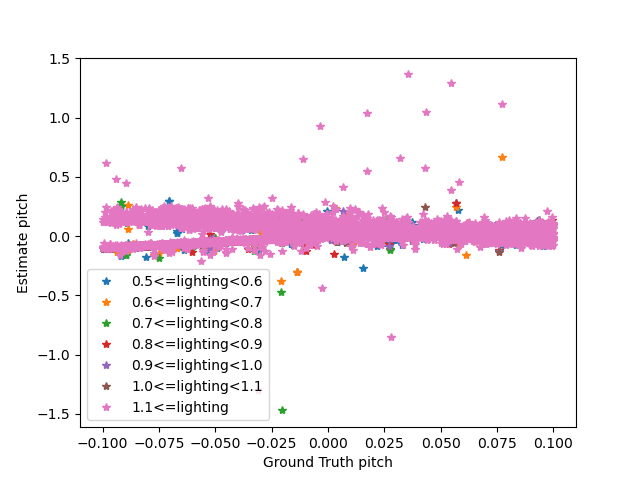 1.5
1.0
0.5
0.0
−0.5
−1.0
−1.5
Estimate pitch
0.5<=lighting<0.6
0.6<=lighting<0.7
0.7<=lighting<0.8
0.8<=lighting<0.9
0.9<=lighting<1.0
1.0<=lighting<1.1
1.1<=lighting
−0.100 −0.075 −0.050 −0.025 0.000 0.025 0.050 0.075 0.100
Ground Truth pitch